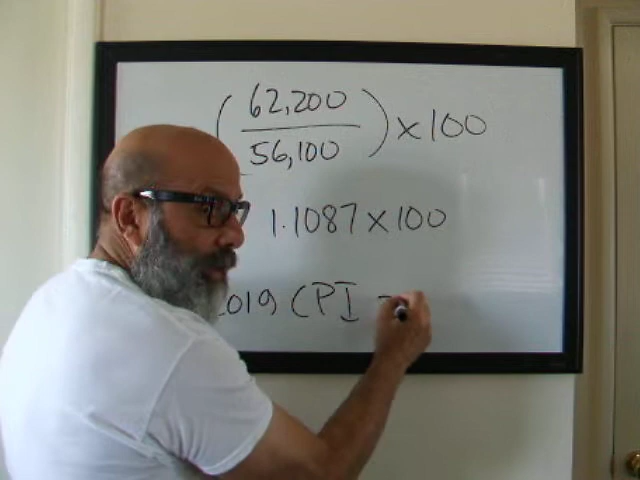 (62,200
56,100) ×100
1.1087×100
019 CPI =